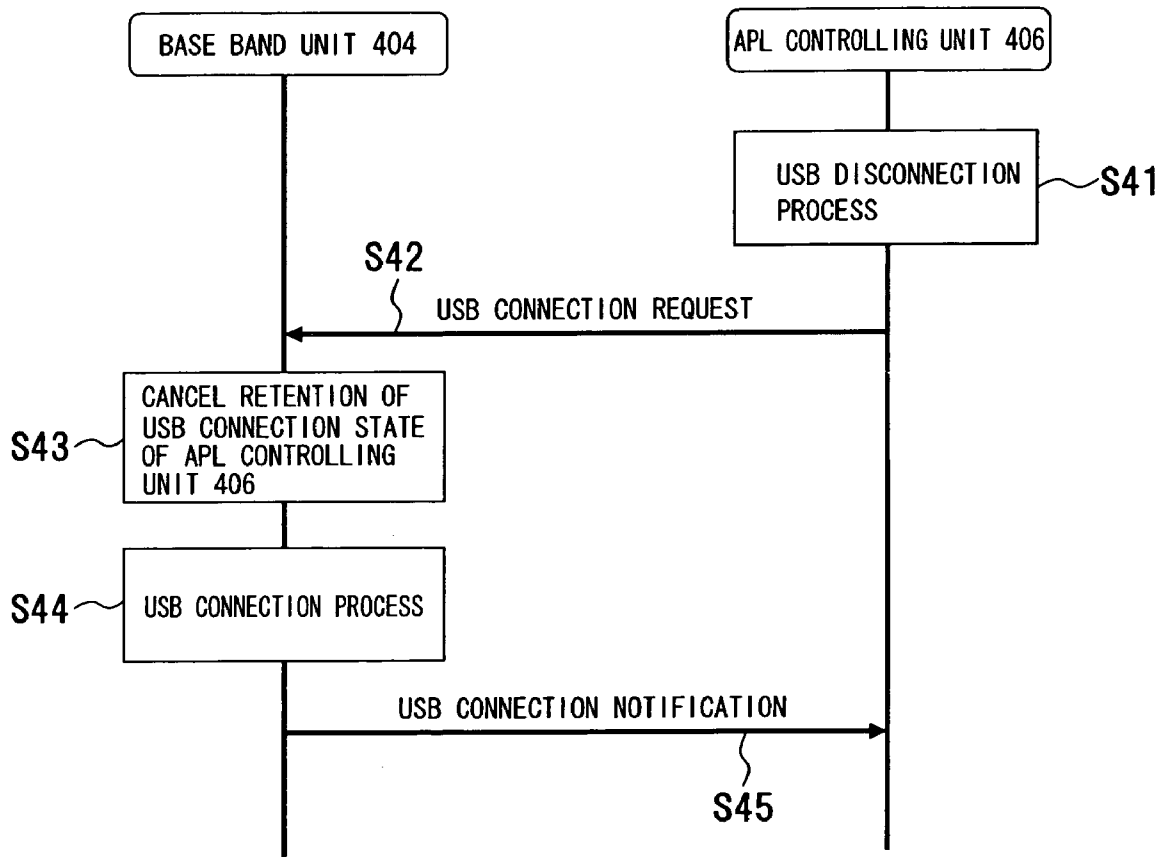 BASE BAND UNIT 404
APL CONTROLLING UNIT 406
USB DISCONNECTION
PROCESS
S41
S42
USB CONNECTION REQUEST
CANCEL RETENTION OF
USB CONNECTION STATE
OF APL CONTROLLING
UNIT 406
S43
USB CONNECTION PROCESS
S44
USB CONNECTION NOTIFICATION
S45